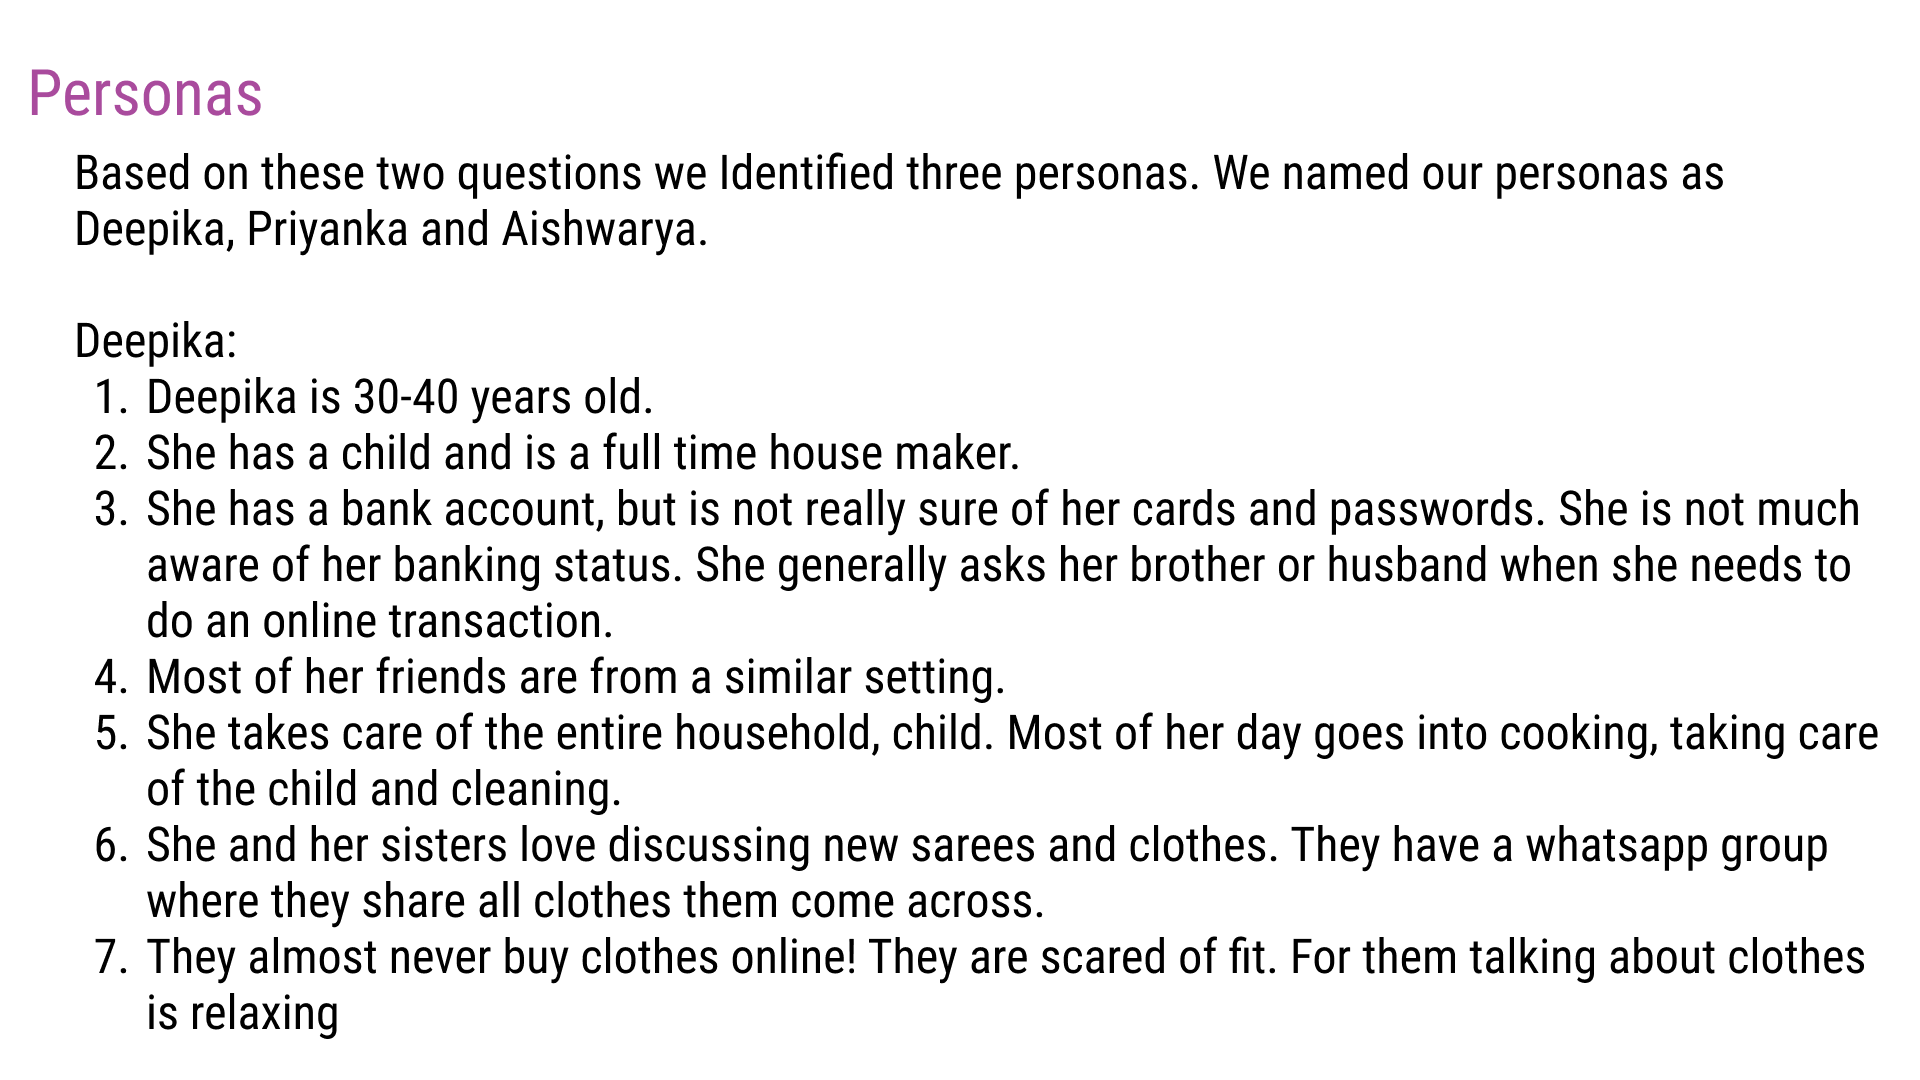 Personas
Based on these two questions we Identified three personas. We named our personas as
Deepika, Priyanka and Aishwarya.
Deepika:
1. Deepika is 30-40 years old.
2. She has a child and is a full time house maker.
3. She has a bank account, but is not really sure of her cards and passwords. She is not much
aware of her banking status. She generally asks her brother or husband when she needs to
do an online transaction.
4. Most of her friends are from a similar setting.
5. She takes care of the entire household, child. Most of her day goes into cooking, taking care
of the child and cleaning.
6. She and her sisters love discussing new sarees and clothes. They have a whatsapp group
where they share all clothes them come across.
7. They almost never buy clothes online! They are scared of fit. For them talking about clothes
is relaxing